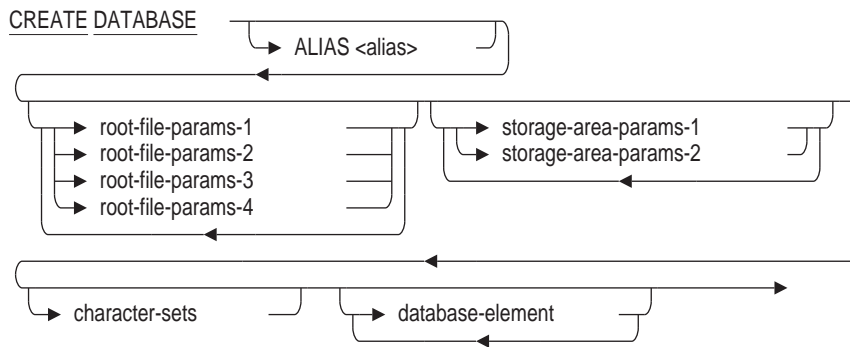 CREATE DATABASE
ALIAS <alias>
root-file-params-1
root-file-params-2
root-file-params-3
root-file-params-4
storage-area-params-1
storage-area-params-2
character-sets
database-element